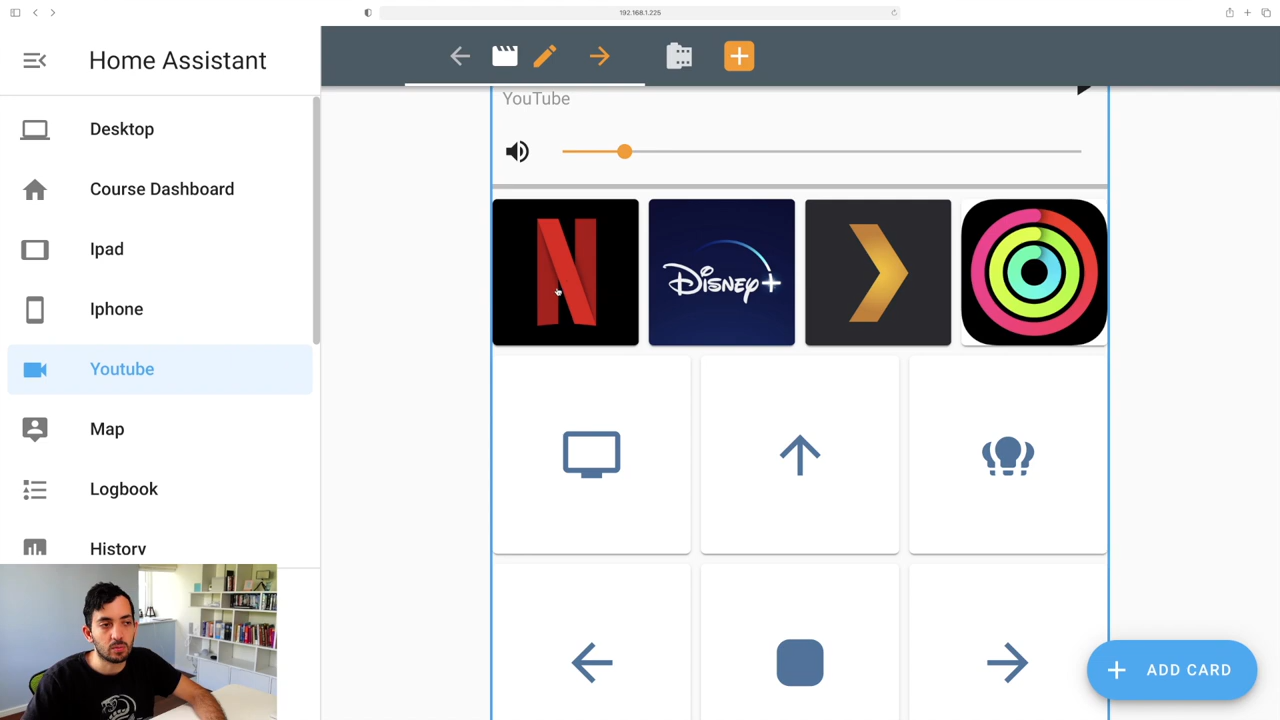 192.168.1.225
Home Assistant
Desktop
Course Dashboard
Ipad
Iphone
Youtube
Map
Logbook
History
YouTube
N
Disney+
ADD CARD